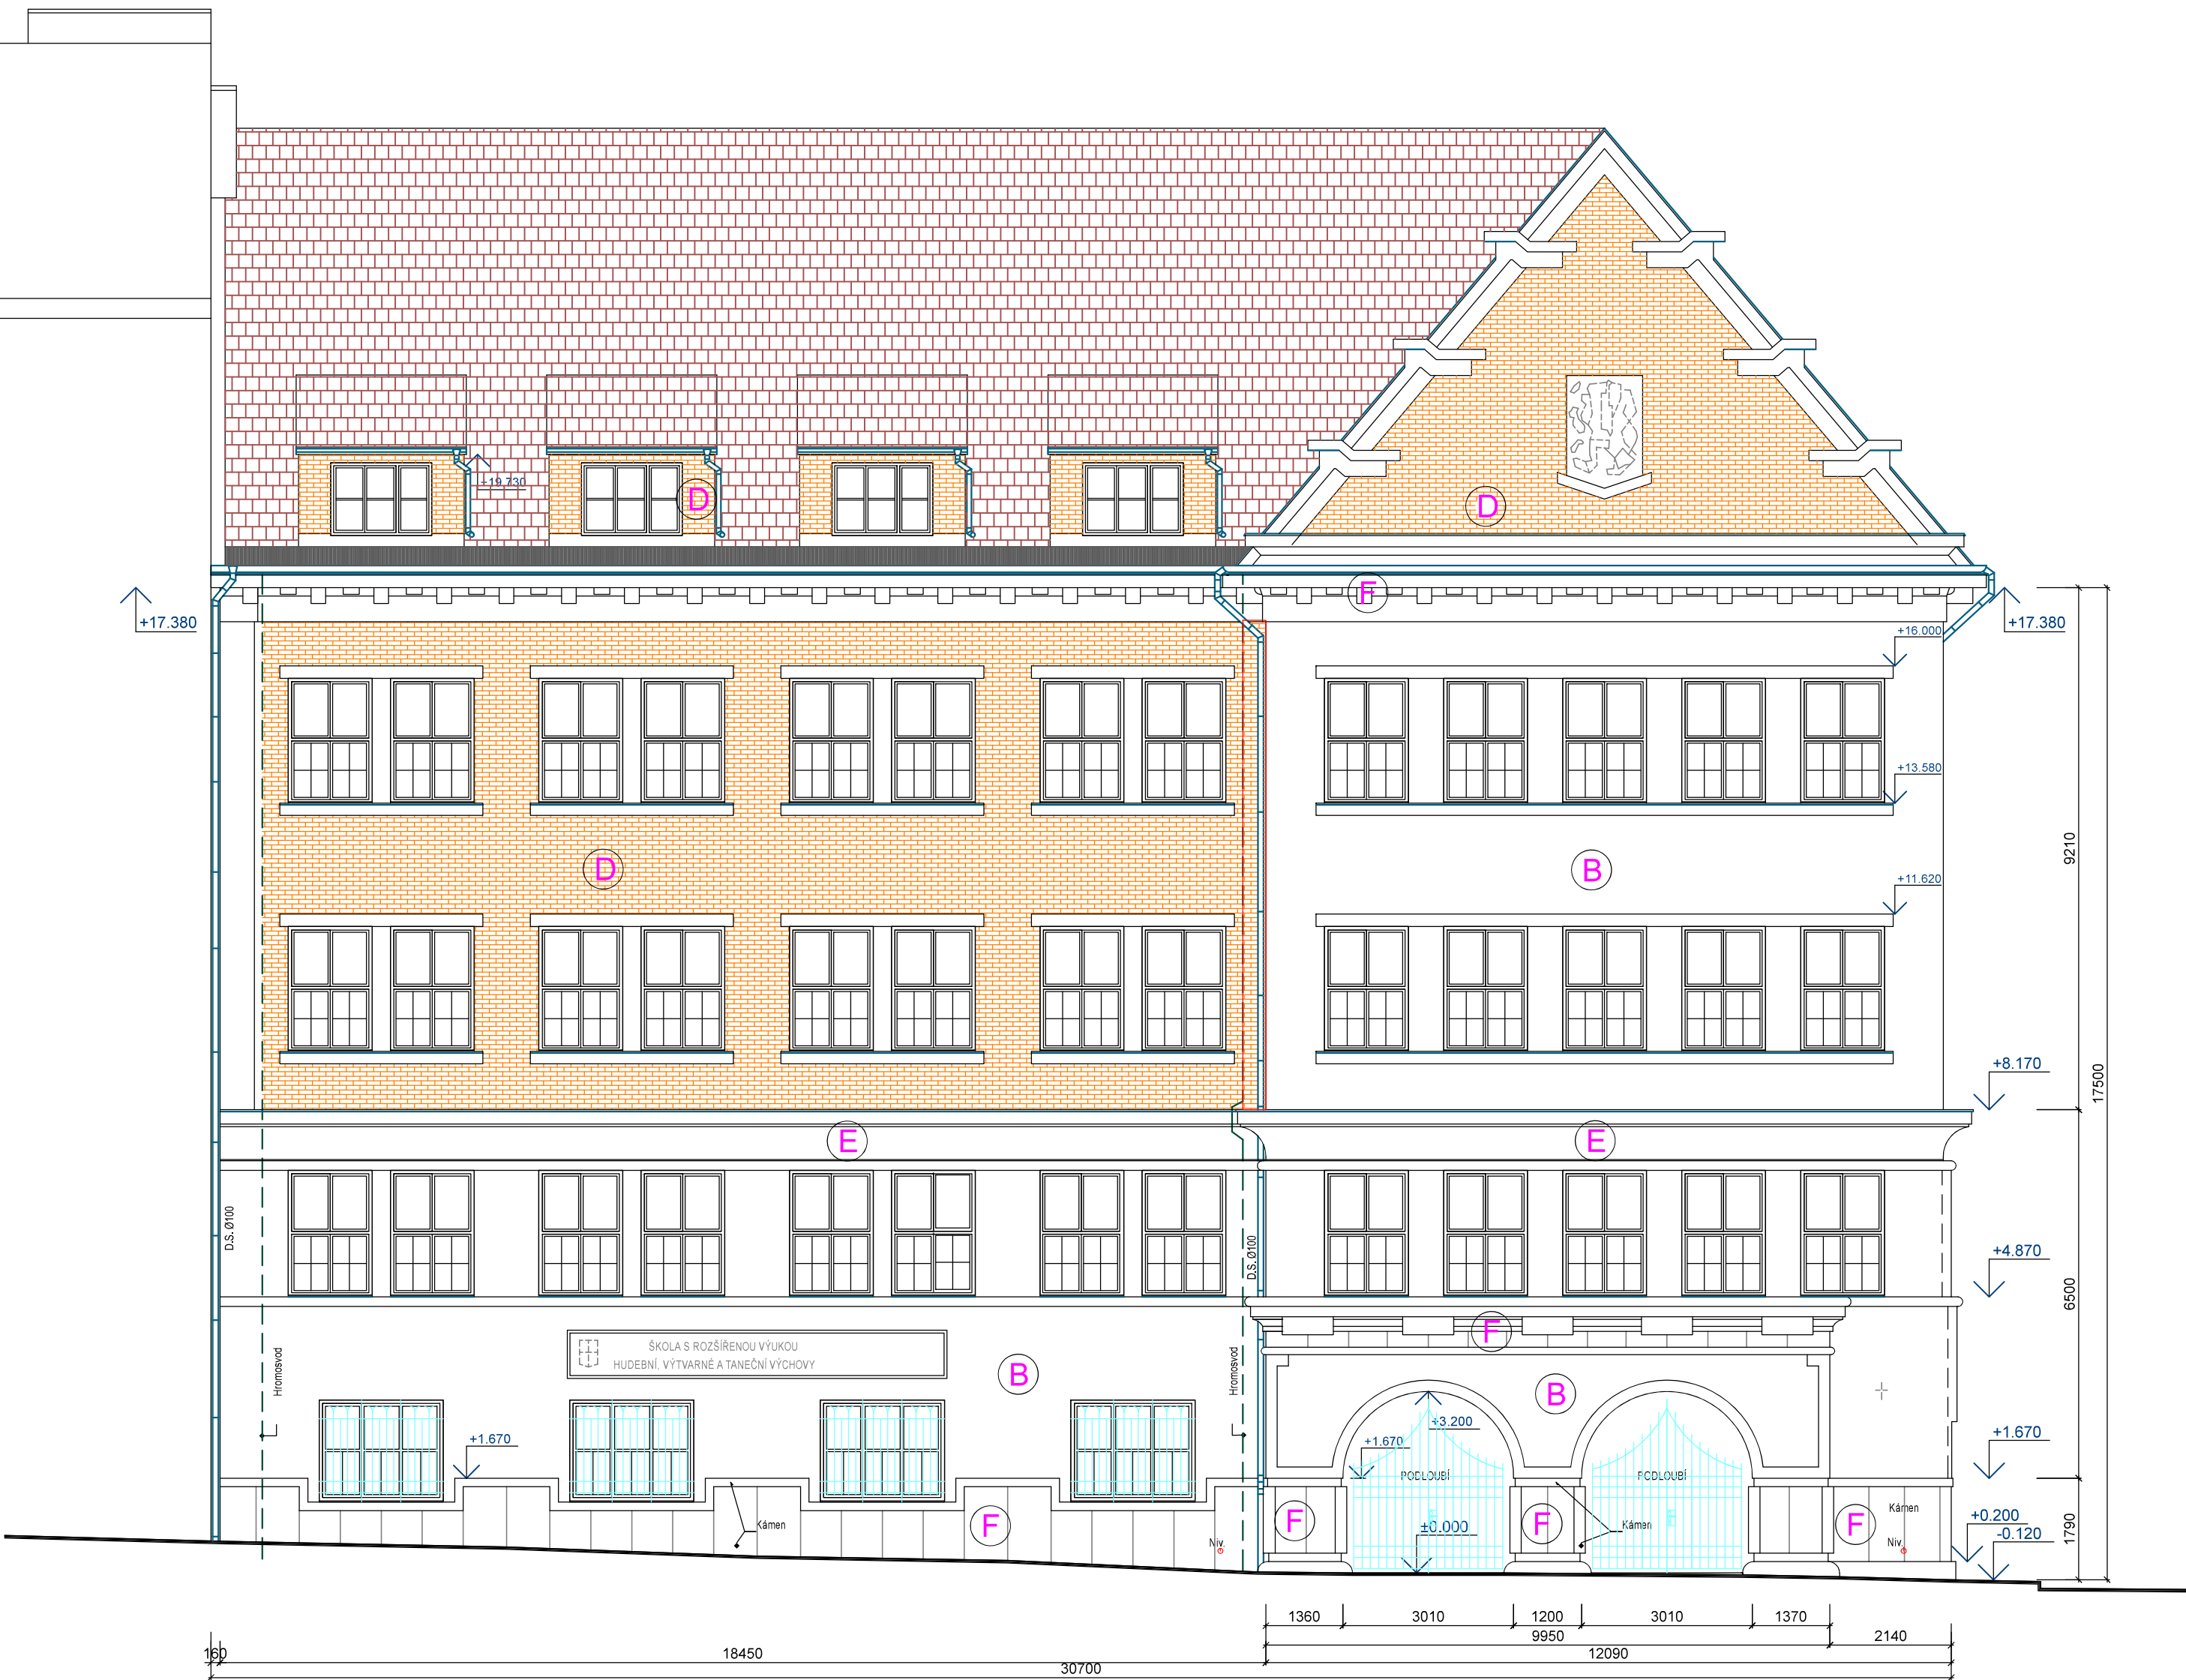 +19.730
D
D
F
+17.380
+17.380
+16.000
+13.580
9210
D
B
+11.620
+8.170
17500
E
E
D.S. Ø100
D.S. Ø100
+4.870
6500
F
ŠKOLA S ROZŠÍŘENOU VÝUKOU
HUDEBNÍ, VÝTVARNÉ A TANEČNÍ VÝCHOVY
Hromosvod
Hromosvod
B
B
+3.200
+1.670
+1.670
+1.670
PODLOUBÍ
PODLOUBÍ
Kámen
Kámen
Kámen
F
F
F
F
±0.000
+0.200
-0.120
Niv.
Niv.
1790
1360
3010
1200
3010
1370
9950
2140
160
18450
12090
30700